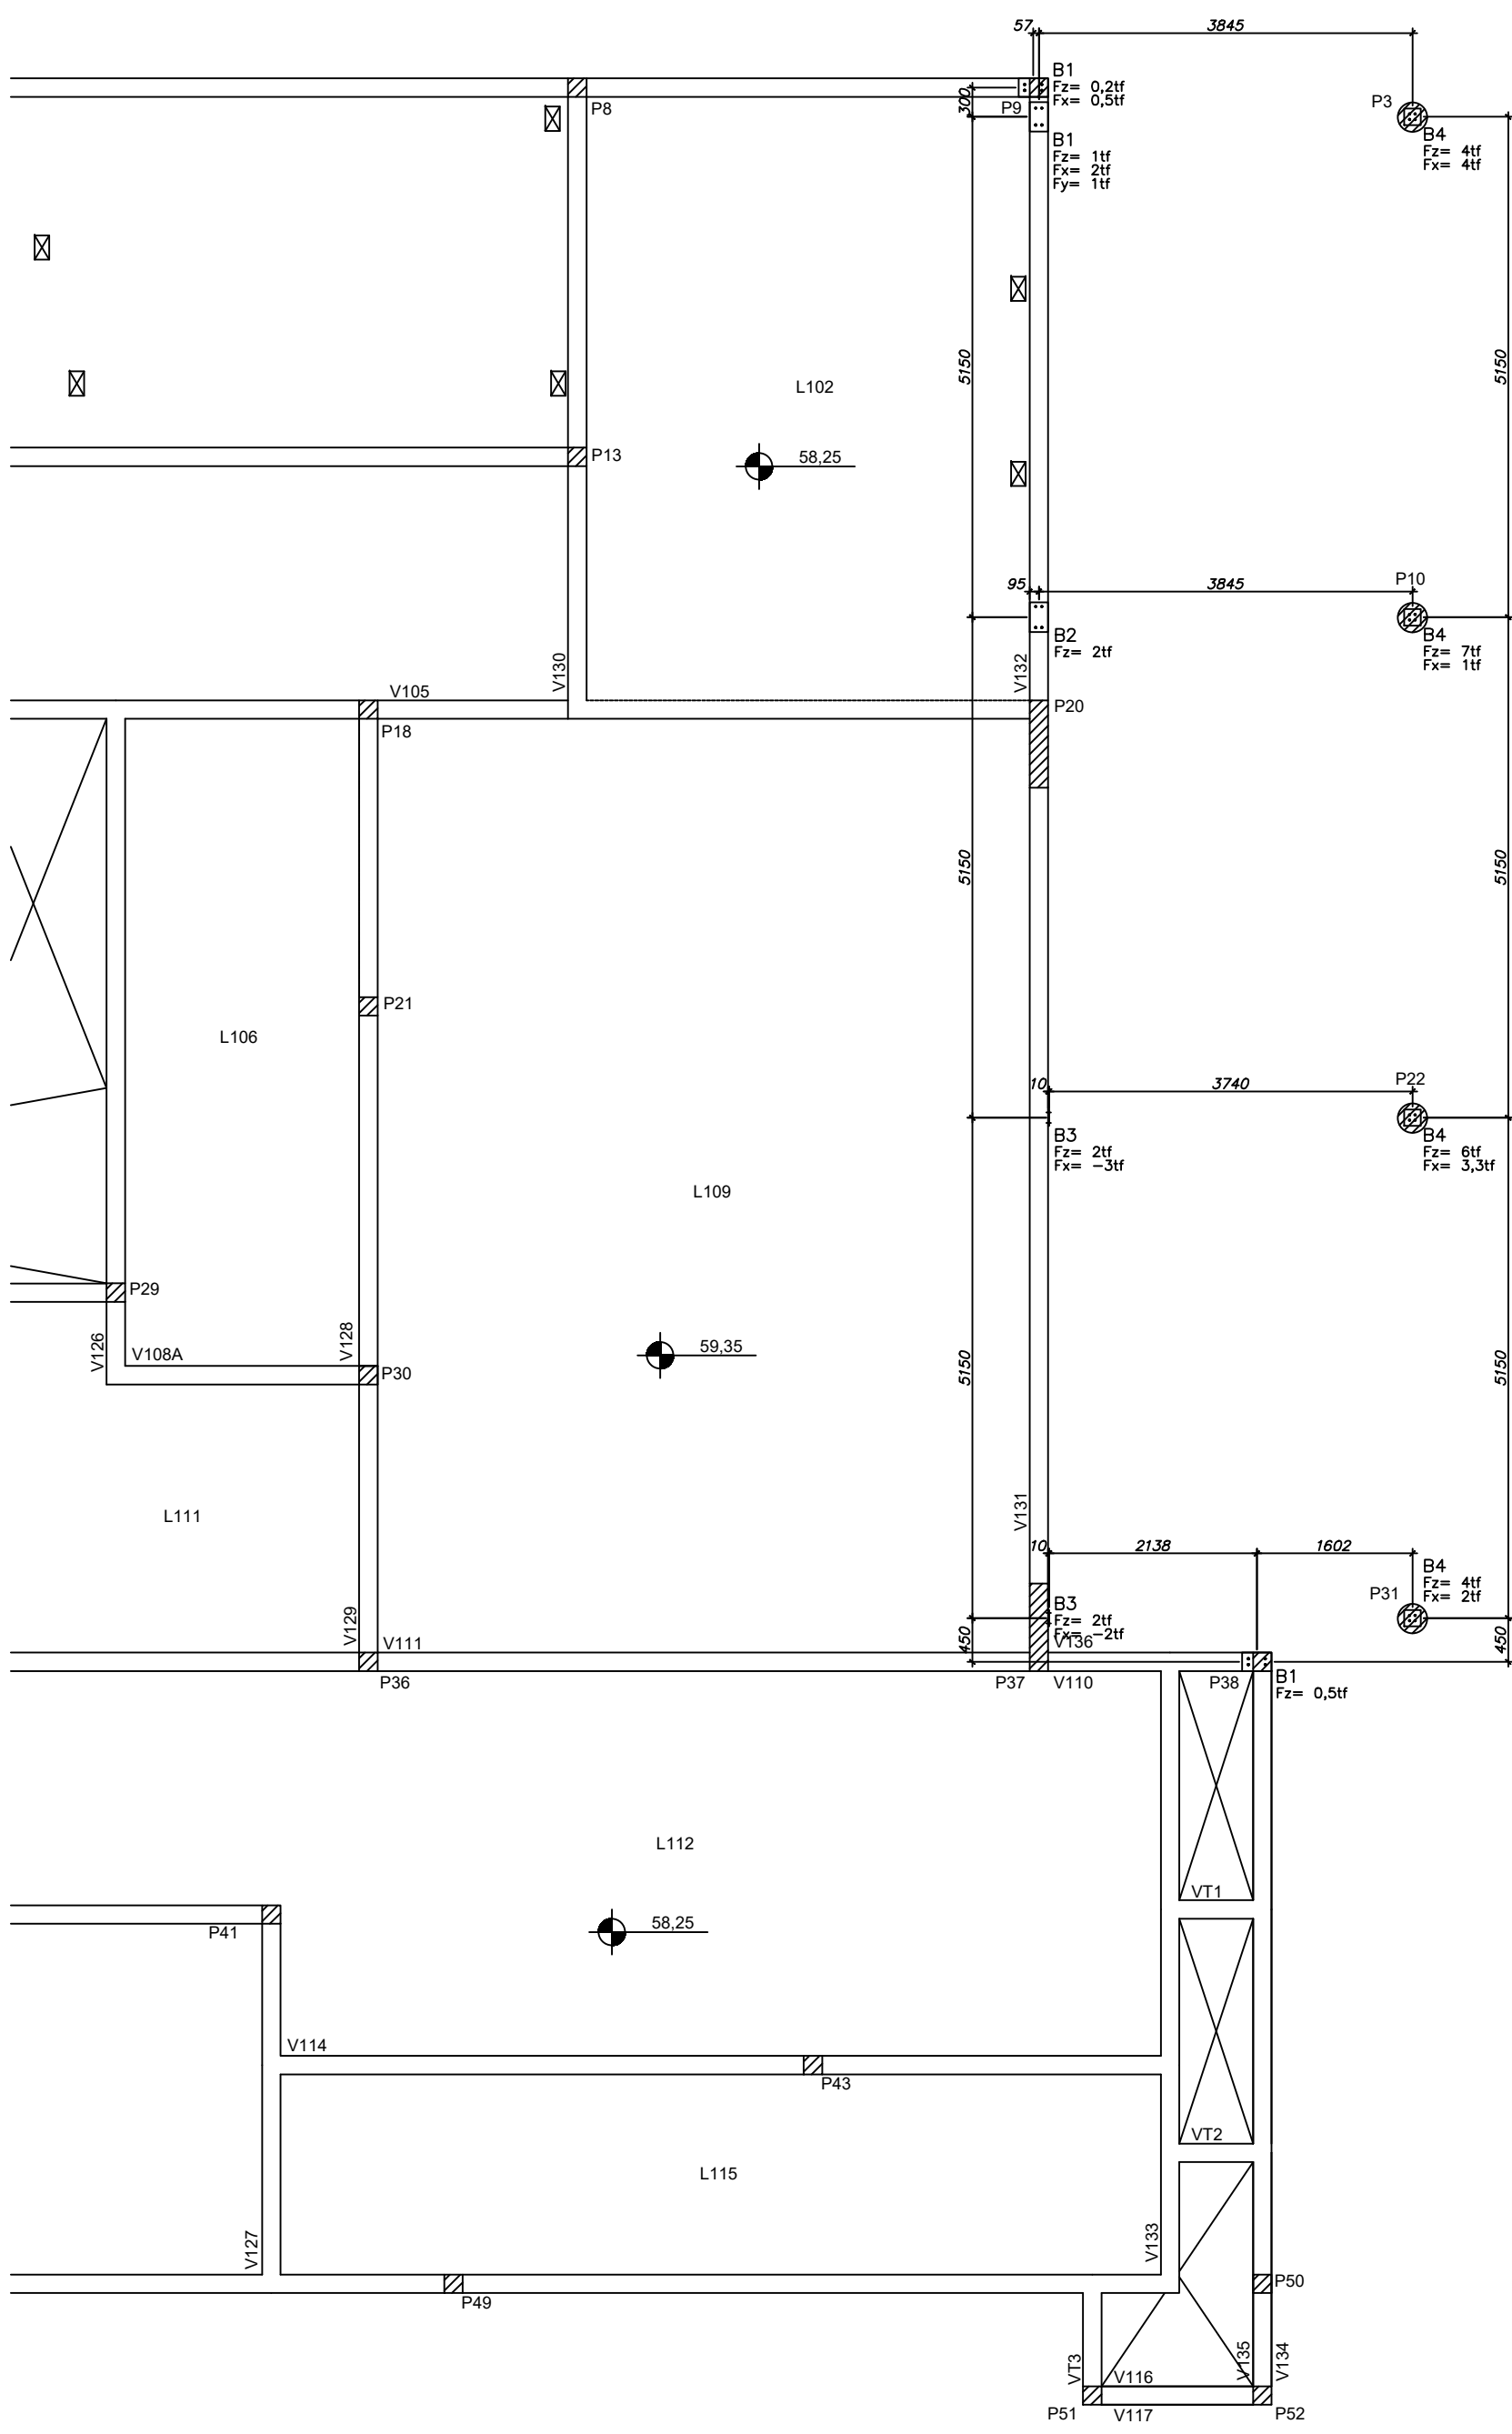 57
3845
B1
Fz= 0,2tf
Fx= 0,5tf
P8
P9
300
P3
B4
Fz= 4tf
Fx= 4tf
B1
Fz= 1tf
Fx= 2tf
Fy= 1tf
5150
5150
L102
P13
58,25
95
3845
P10
B2
Fz= 2tf
B4
Fz= 7tf
Fx= 1tf
V130
V132
V105
P20
P18
5150
5150
P21
L106
10
3740
P22
B3
Fz= 2tf
Fx= -3tf
B4
Fz= 6tf
Fx= 3,3tf
L109
P29
V126
V108A
V128
P30
59,35
5150
5150
L111
V131
10
2138
1602
B4
Fz= 4tf
Fx= 2tf
P31
B3
Fz= 2tf
Fx= -2tf
V129
V111
450
V136
450
P36
P37
V110
P38
B1
Fz= 0,5tf
L112
VT1
P41
58,25
V114
P43
VT2
L115
V127
V133
P49
P50
VT3
V116
V135
V134
P51
V117
P52